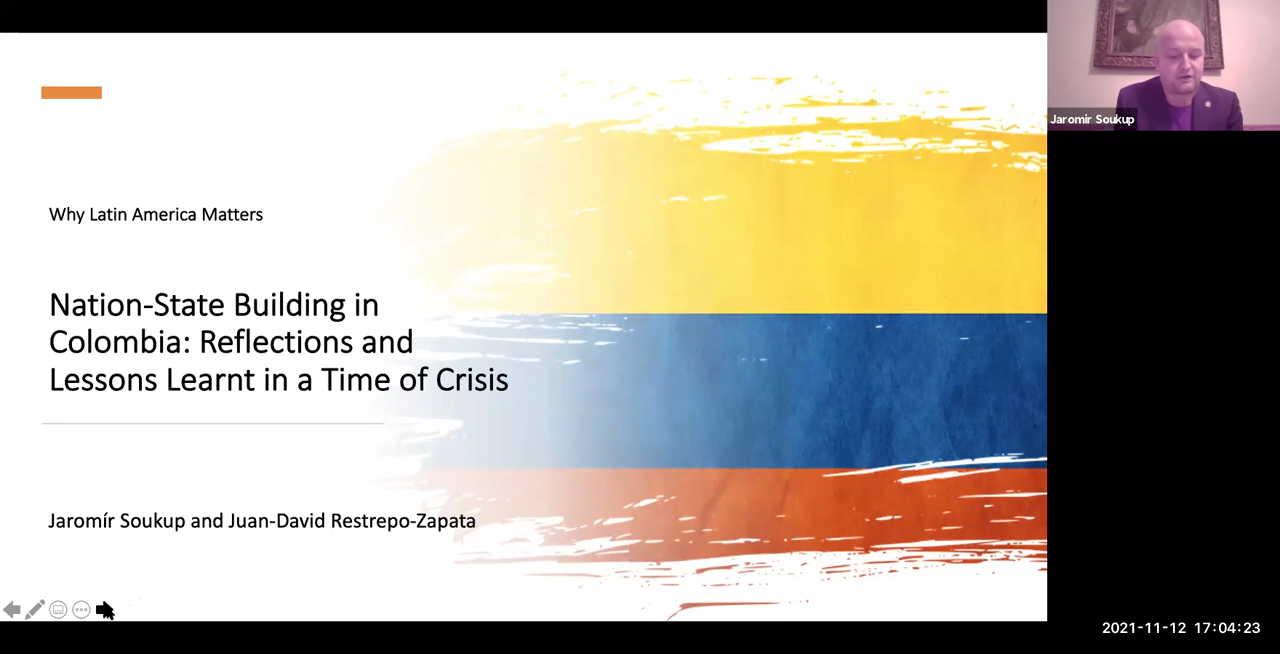 Why Latin America Matters
Nation-State Building in
Colombia: Reflections and
Lessons Learnt in a Time of Crisis
Jaromír Soukup and Juan-David Restrepo-Zapata
Jaromir Soukup
2021-11-12 17:04:23